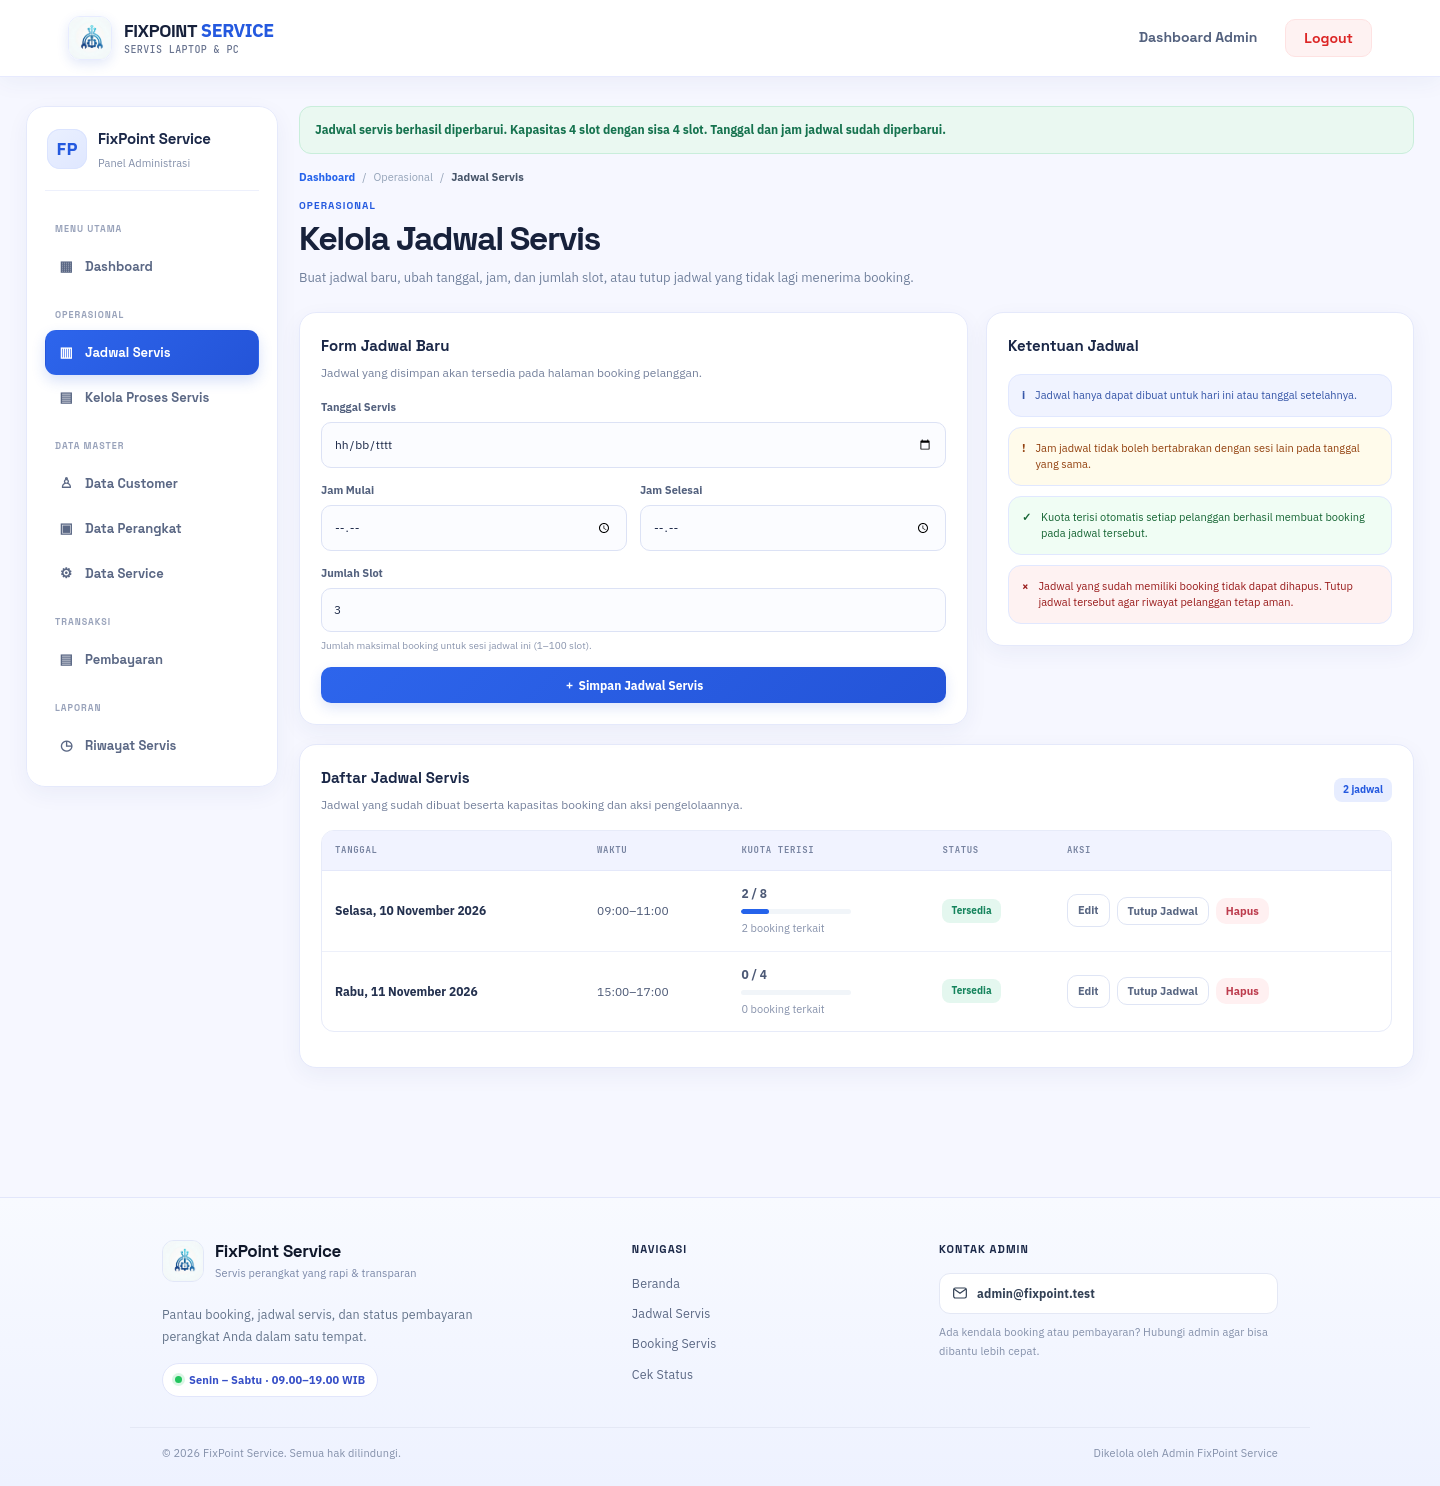 FIXPOINT SERVICE
SERVIS LAPTOP & PC
Dashboard Admin
Logout
FP
FixPoint Service
Panel Administrasi
MENU UTAMA
Dashboard
OPERASIONAL
Jadwal Servis
Kelola Proses Servis
DATA MASTER
Data Customer
Data Perangkat
Data Service
TRANSAKSI
Pembayaran
LAPORAN
Riwayat Servis
Jadwal servis berhasil diperbarui. Kapasitas 4 slot dengan sisa 4 slot. Tanggal dan jam jadwal sudah diperbarui.
Dashboard / Operasional / Jadwal Servis
OPERASIONAL
Kelola Jadwal Servis
Buat jadwal baru, ubah tanggal, jam, dan jumlah slot, atau tutup jadwal yang tidak lagi menerima booking.
Form Jadwal Baru
Jadwal yang disimpan akan tersedia pada halaman booking pelanggan.
Tanggal Servis
hh/bb/tttt
Jam Mulai
Jam Selesai
--.--
--.--
Jumlah Slot
3
Jumlah maksimal booking untuk sesi jadwal ini (1–100 slot).
+ Simpan Jadwal Servis
Ketentuan Jadwal
i Jadwal hanya dapat dibuat untuk hari ini atau tanggal setelahnya.
! Jam jadwal tidak boleh bertabrakan dengan sesi lain pada tanggal
yang sama.
✓ Kuota terisi otomatis setiap pelanggan berhasil membuat booking
pada jadwal tersebut.
× Jadwal yang sudah memiliki booking tidak dapat dihapus. Tutup
jadwal tersebut agar riwayat pelanggan tetap aman.
Daftar Jadwal Servis
Jadwal yang sudah dibuat beserta kapasitas booking dan aksi pengelolaannya.
2 jadwal
TANGGAL WAKTU KUOTA TERISI STATUS AKSI
Selasa, 10 November 2026 09:00–11:00 2 / 8 Tersedia Edit Tutup Jadwal Hapus
2 booking terkait
Rabu, 11 November 2026 15:00–17:00 0 / 4 Tersedia Edit Tutup Jadwal Hapus
0 booking terkait
FixPoint Service
Servis perangkat yang rapi & transparan
Pantau booking, jadwal servis, dan status pembayaran
perangkat Anda dalam satu tempat.
Senin – Sabtu · 09.00–19.00 WIB
NAVIGASI
Beranda
Jadwal Servis
Booking Servis
Cek Status
KONTAK ADMIN
admin@fixpoint.test
Ada kendala booking atau pembayaran? Hubungi admin agar bisa
dibantu lebih cepat.
© 2026 FixPoint Service. Semua hak dilindungi.
Dikelola oleh Admin FixPoint Service